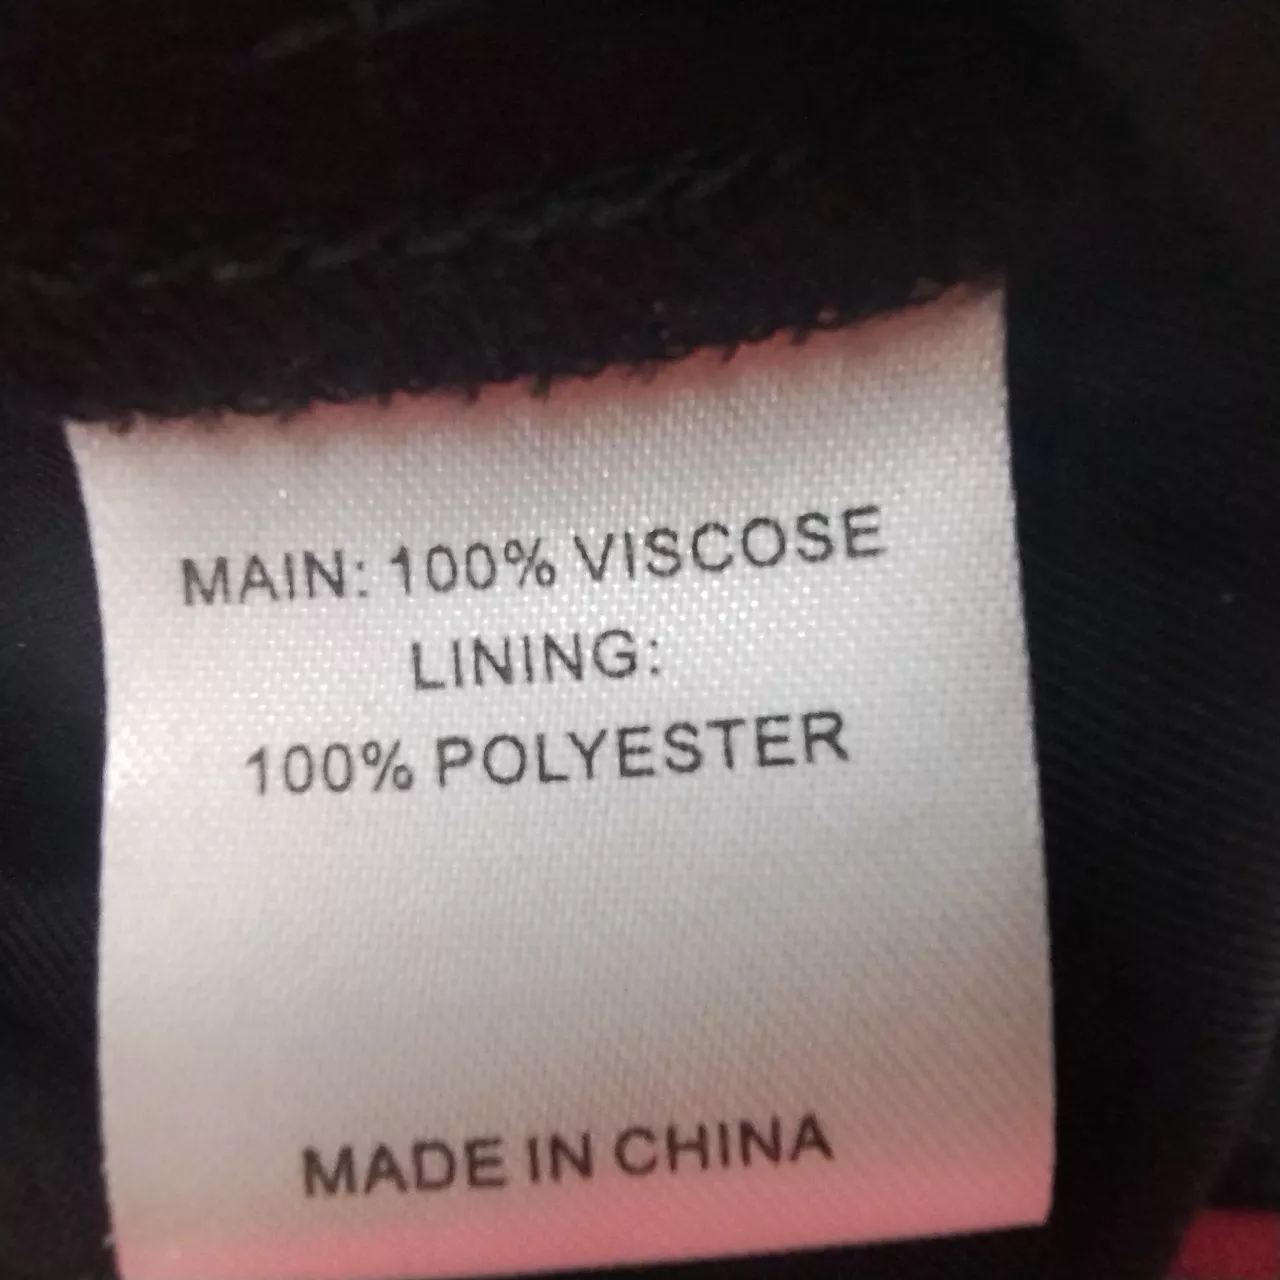 MAIN: 100% VISCOSE
LINING:
100% POLYESTER
MADE IN CHINA